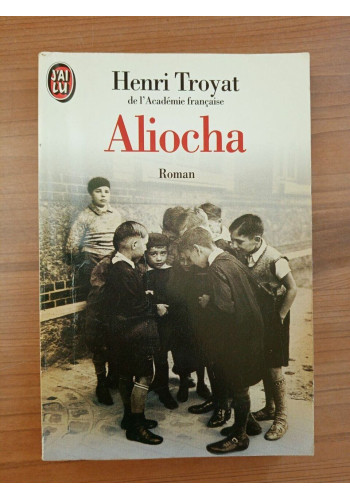 J'AI
LU
Henri Troyat
de l'Académie française
Aliocha
Roman